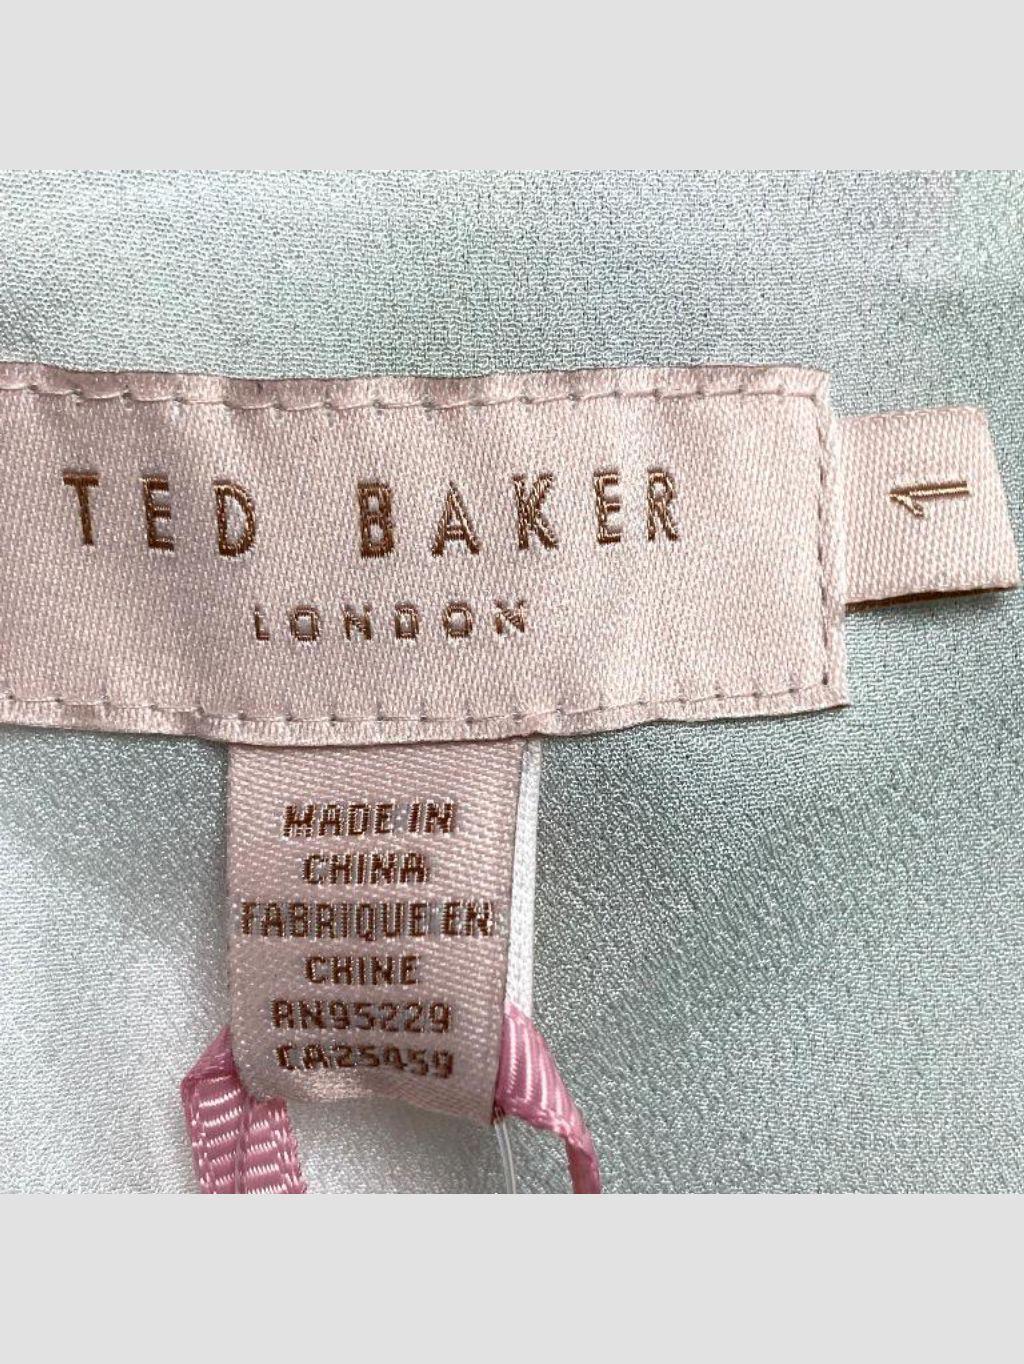 TED BAKER
LONDON
1
MADE IN
CHINA
FABRIQUE EN
CHINE
RN95229
CA25459